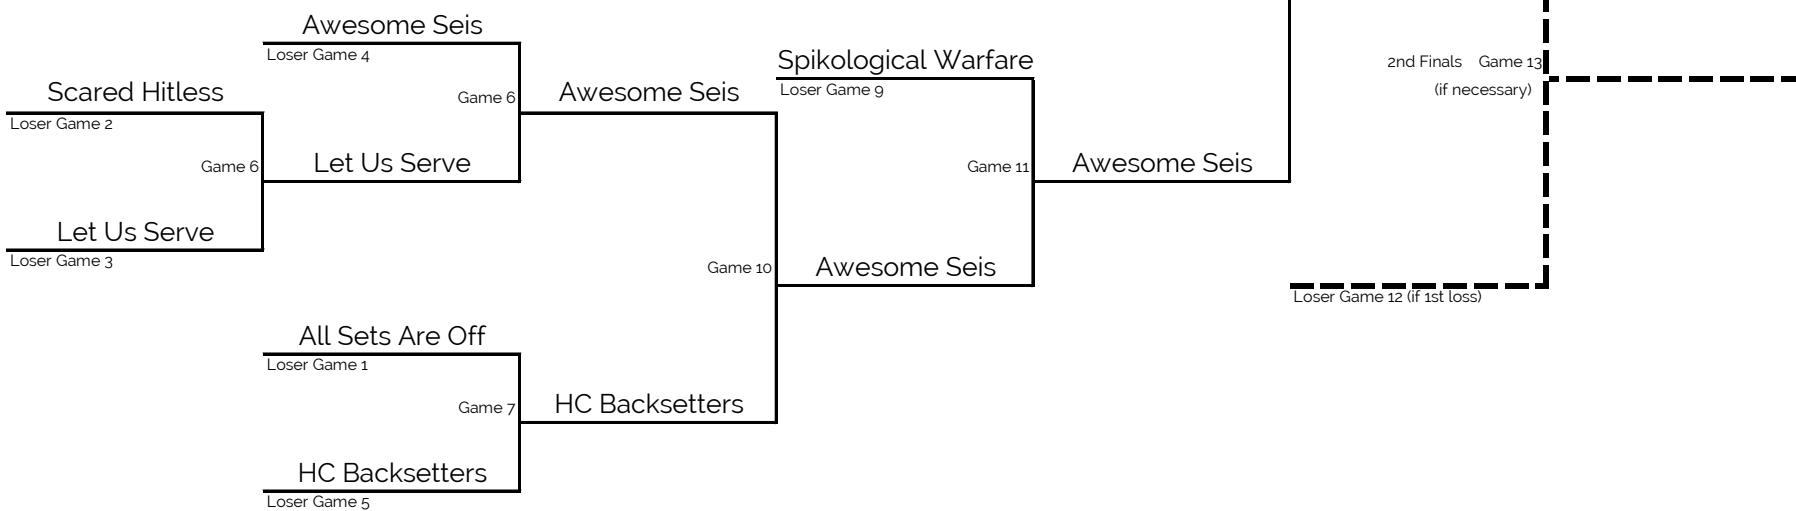 Awesome Seis
Loser Game 4
Scared Hitless
Loser Game 2
Game 6
Let Us Serve
Loser Game 3
Game 6
Let Us Serve
Awesome Seis
All Sets Are Off
Loser Game 1
Game 7
HC Backsetters
Loser Game 5
HC Backsetters
Game 10
Spikological Warfare
Loser Game 9
Game 11
Awesome Seis
Awesome Seis
2nd Finals Game 13
(if necessary)
Loser Game 12 (if 1st loss)